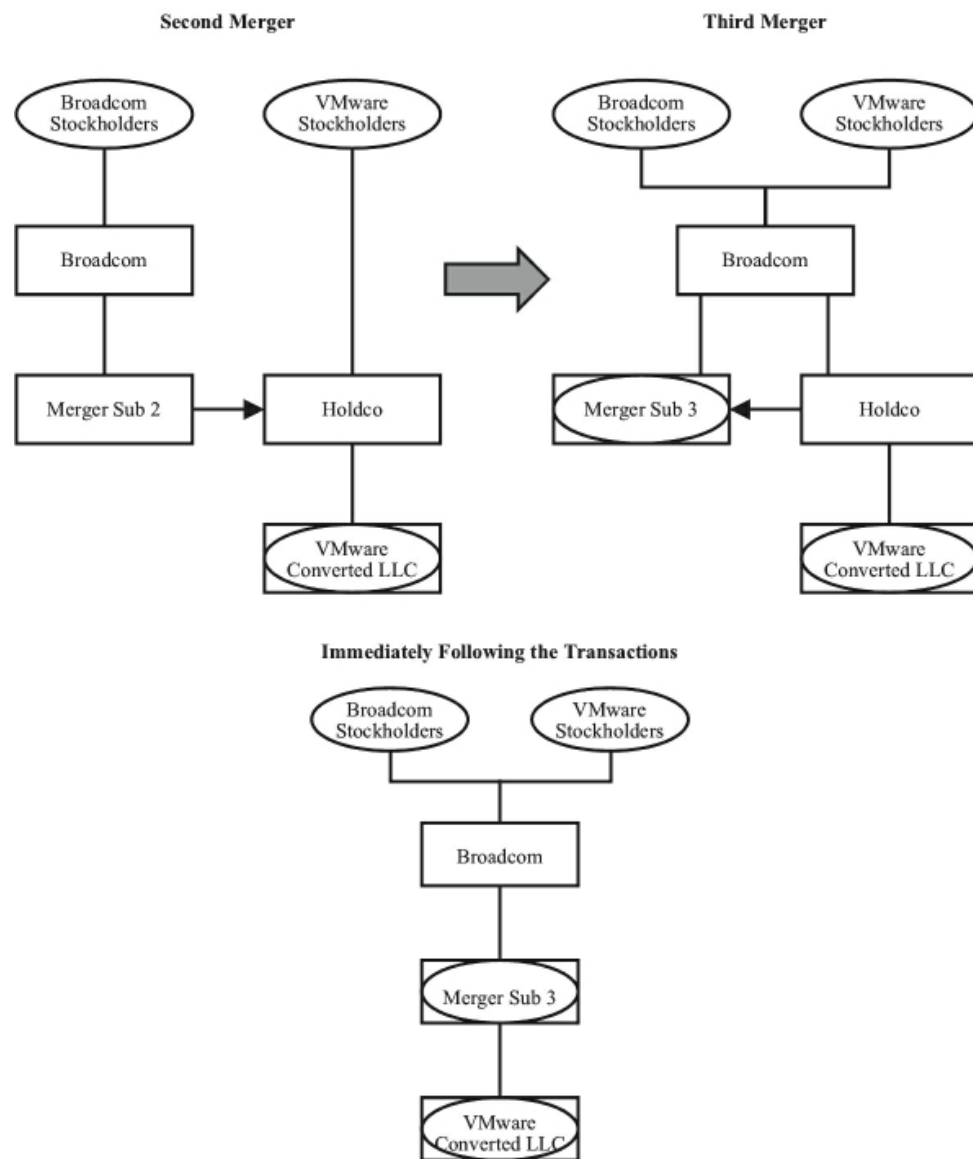 Second Merger
Broadcom
Stockholders
VMware
Stockholders
Broadcom
Merger Sub 2
Holdco
VMware
Converted LLC
Third Merger
Broadcom
Stockholders
VMware
Stockholders
Broadcom
Merger Sub 3
Holdco
VMware
Converted LLC
Immediately Following the Transactions
Broadcom
Stockholders
VMware
Stockholders
Broadcom
Merger Sub 3
VMware
Converted LLC